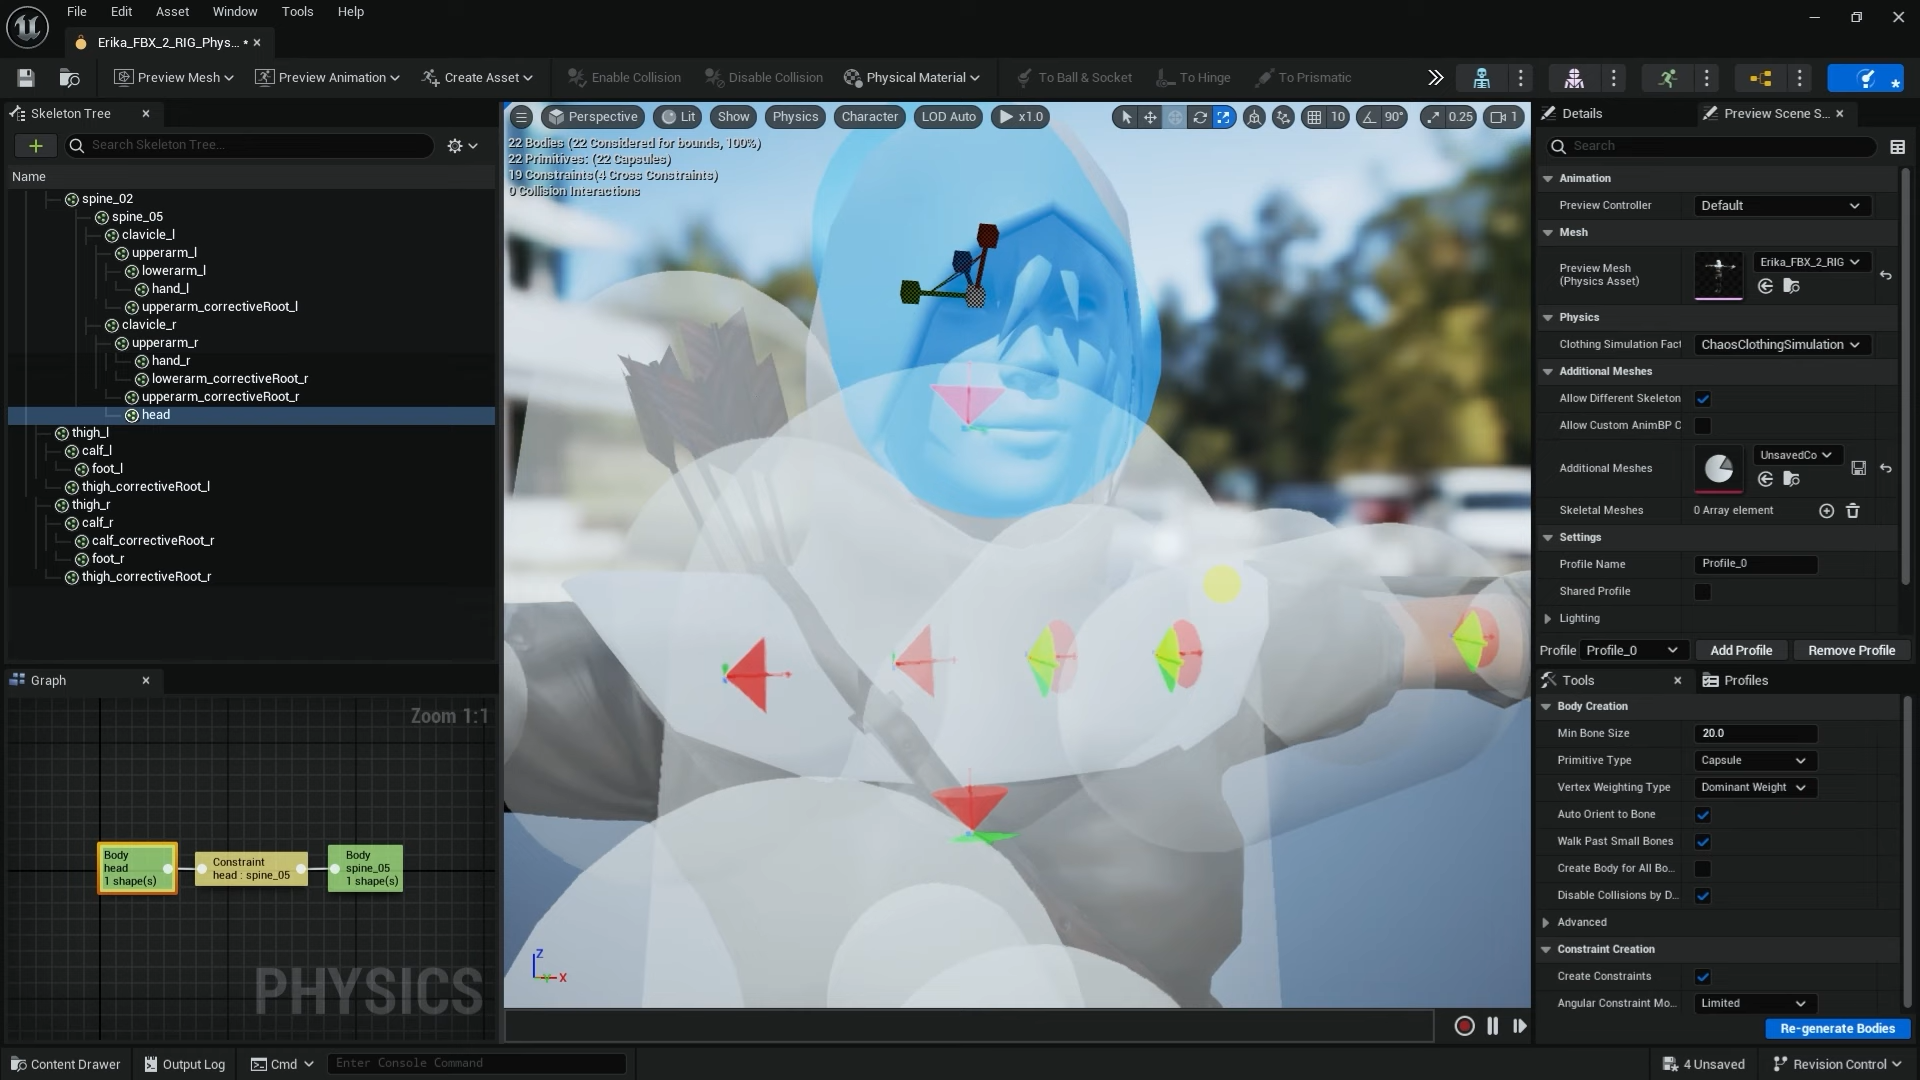 File Edit Asset Window Tools Help
Erika_FBX_2_RIG_Phys... •
Preview Mesh Preview Animation Create Asset Enable Collision Disable Collision Physical Material To Ball & Socket To Hinge To Prismatic
Skeleton Tree
Search Skeleton Tree...
Name
spine_02
spine_05
clavicle_l
upperarm_l
lowerarm_l
hand_l
upperarm_correctiveRoot_l
clavicle_r
upperarm_r
hand_r
lowerarm_correctiveRoot_r
upperarm_correctiveRoot_r
head
thigh_l
calf_l
foot_l
thigh_correctiveRoot_l
thigh_r
calf_r
calf_correctiveRoot_r
foot_r
thigh_correctiveRoot_r
Graph
Zoom 1:1
Body
head
1 shape(s)
Constraint
head : spine_05
Body
spine_05
1 shape(s)
PHYSICS
Perspective Lit Show Physics Character LOD Auto x1.0 10 90° 0.25 1
22 Bodies (22 Considered for bounds, 100%)
22 Primitives: (22 Capsules)
19 Constraints(4 Cross Constraints)
0 Collision Interactions
Z
X
Details Preview Scene S...
Search
Animation
Preview Controller Default
Mesh
Preview Mesh
(Physics Asset)
Erika_FBX_2_RIG
Physics
Clothing Simulation Fact ChaosClothingSimulation
Additional Meshes
Allow Different Skeleton
Allow Custom AnimBP C
Additional Meshes UnsavedCo
Skeletal Meshes 0 Array element
Settings
Profile Name Profile_0
Shared Profile
Lighting
Profile Profile_0 Add Profile Remove Profile
Tools Profiles
Body Creation
Min Bone Size 20.0
Primitive Type Capsule
Vertex Weighting Type Dominant Weight
Auto Orient to Bone
Walk Past Small Bones
Create Body for All Bo...
Disable Collisions by D...
Advanced
Constraint Creation
Create Constraints
Angular Constraint Mo... Limited
Re-generate Bodies
Content Drawer Output Log Cmd Enter Console Command 4 Unsaved Revision Control